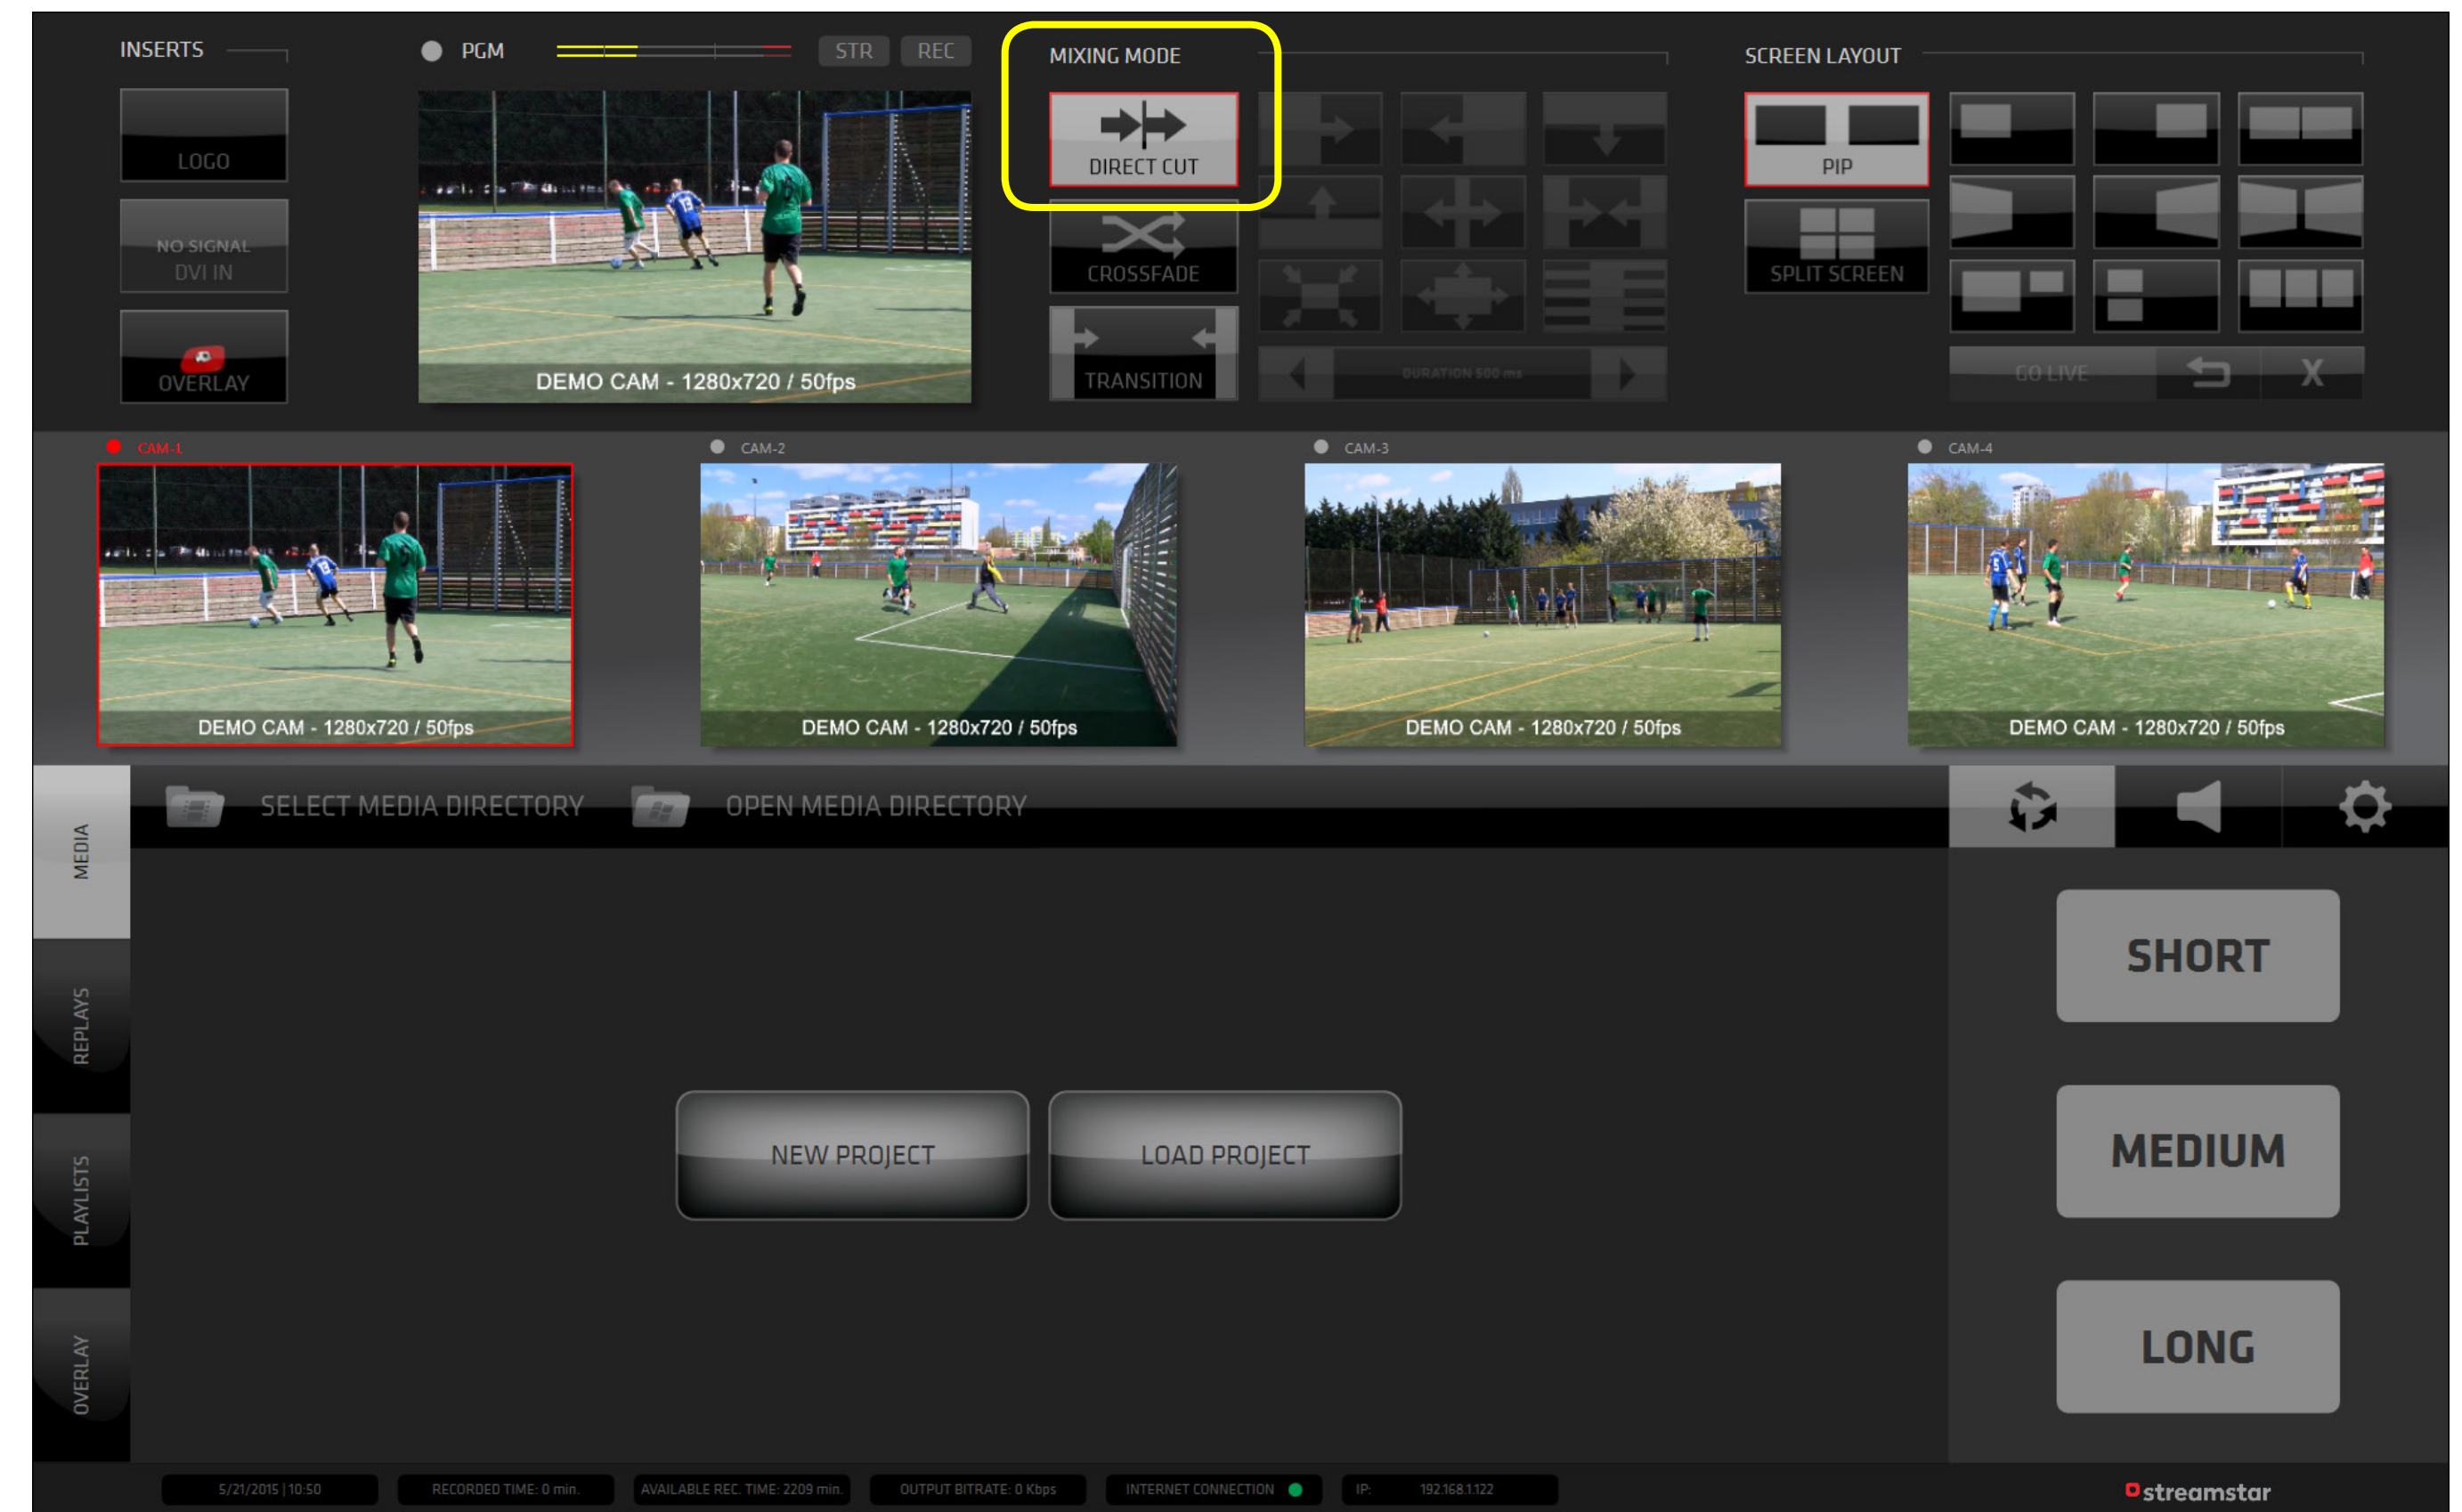 INSERTS
PGM
STR
REC
MIXING MODE
SCREEN LAYOUT
LOGO
NO SIGNAL
DVI IN
OVERLAY
DEMO CAM - 1280x720 / 50fps
DIRECT CUT
CROSSFADE
TRANSITION
DURATION 500 ms
PIP
SPLIT SCREEN
GO LIVE
X
CAM-1
CAM-2
CAM-3
CAM-4
DEMO CAM - 1280x720 / 50fps
DEMO CAM - 1280x720 / 50fps
DEMO CAM - 1280x720 / 50fps
DEMO CAM - 1280x720 / 50fps
MEDIA
REPLAYS
PLAYLISTS
OVERLAY
SELECT MEDIA DIRECTORY
OPEN MEDIA DIRECTORY
NEW PROJECT
LOAD PROJECT
SHORT
MEDIUM
LONG
5/21/2015 | 10:50
RECORDED TIME: 0 min.
AVAILABLE REC. TIME: 2209 min.
OUTPUT BITRATE: 0 Kbps
INTERNET CONNECTION
IP: 192.168.1.122
streamstar